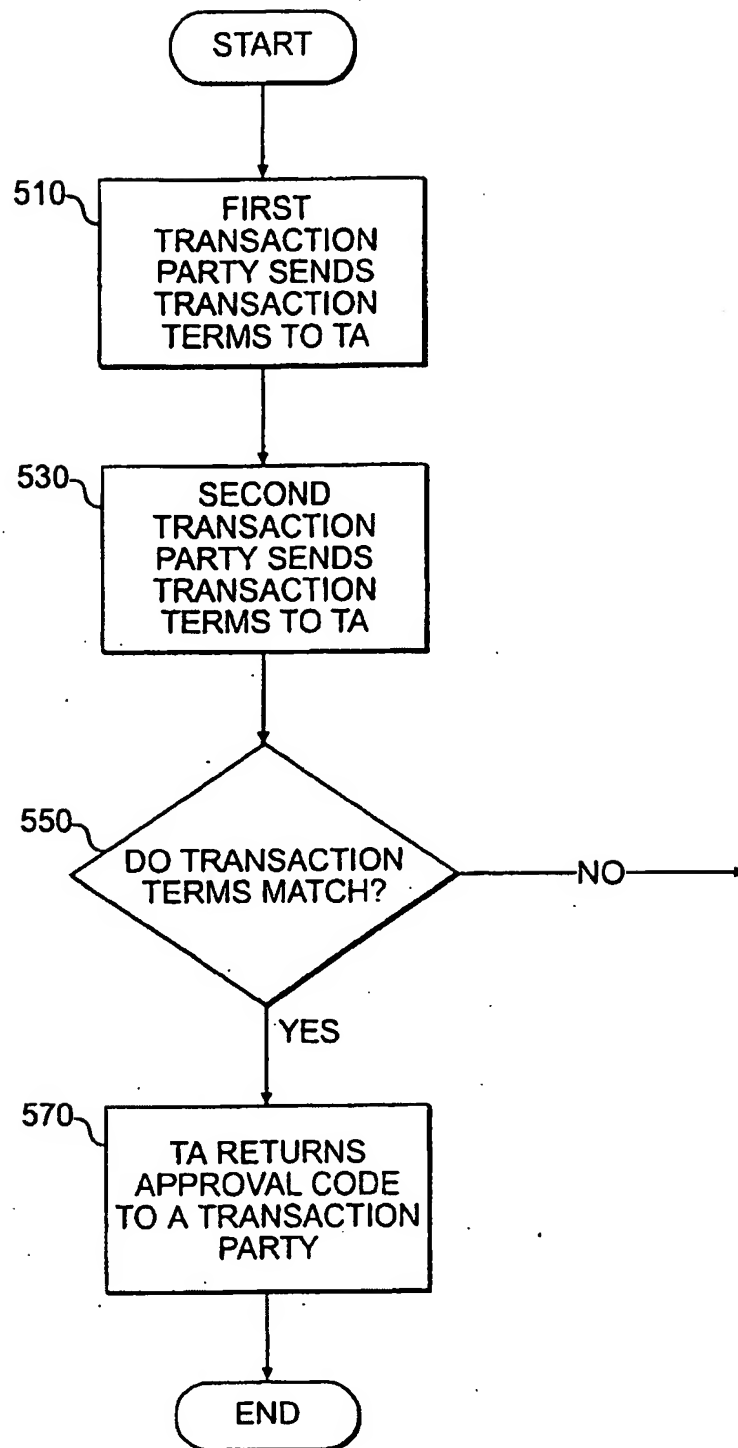 START
510
FIRST
TRANSACTION
PARTY SENDS
TRANSACTION
TERMS TO TA
530
SECOND
TRANSACTION
PARTY SENDS
TRANSACTION
TERMS TO TA
550
DO TRANSACTION
TERMS MATCH?
NO
YES
570
TA RETURNS
APPROVAL CODE
TO A TRANSACTION
PARTY
END